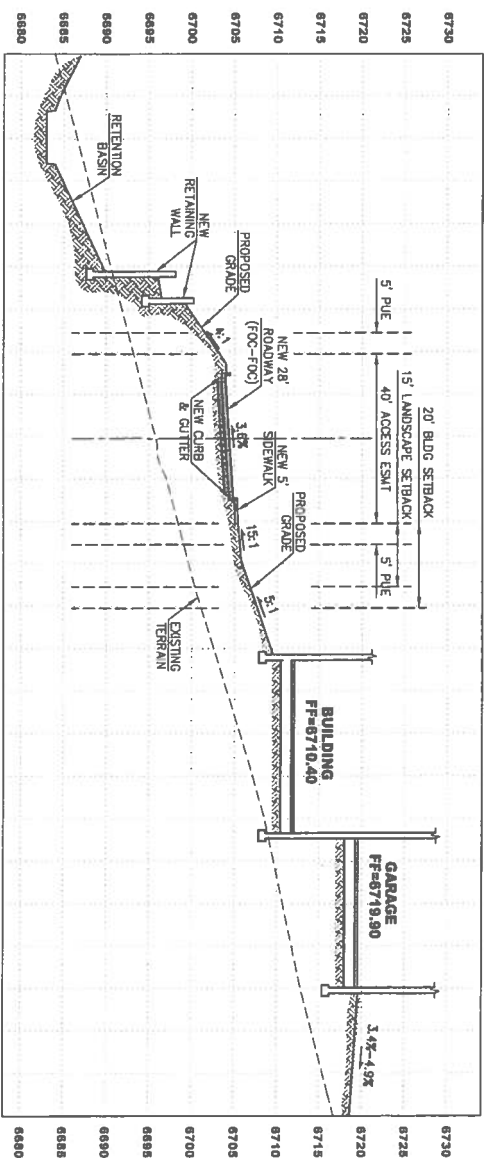 6730
6725
6720
6715
6710
6705
6700
6695
6690
6685
6680
20' BLDG SETBACK
15' LANDSCAPE SETBACK
40' ACCESS ESMT
5' PUE
5' PUE
NEW 28'
ROADWAY
(FOC-FOC)
NEW 5'
SIDEWALK
PROPOSED
GRADE
PROPOSED
GRADE
4:1
3.6%
15:1
5:1
NEW CURB
& GUTTER
NEW
RETAINING
WALL
RETENTION
BASIN
EXISTING
TERRAIN
BUILDING
FF=6710.40
GARAGE
FF=6719.90
3.4%-4.9%
6730
6725
6720
6715
6710
6705
6700
6695
6690
6685
6680